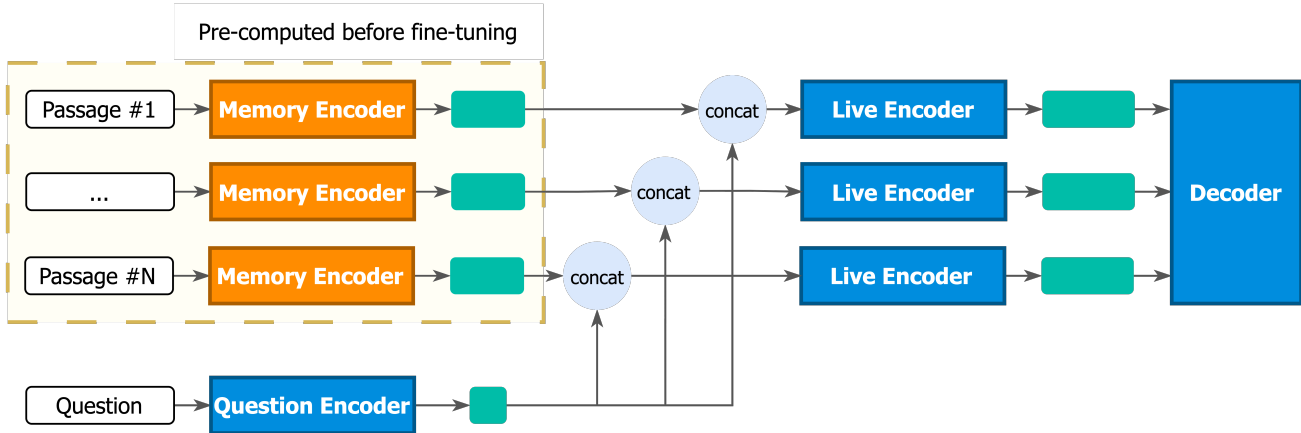 Pre-computed before fine-tuning
Passage #1
Memory Encoder
concat
Live Encoder
...
Memory Encoder
concat
Live Encoder
Decoder
Passage #N
Memory Encoder
concat
Live Encoder
Question
Question Encoder